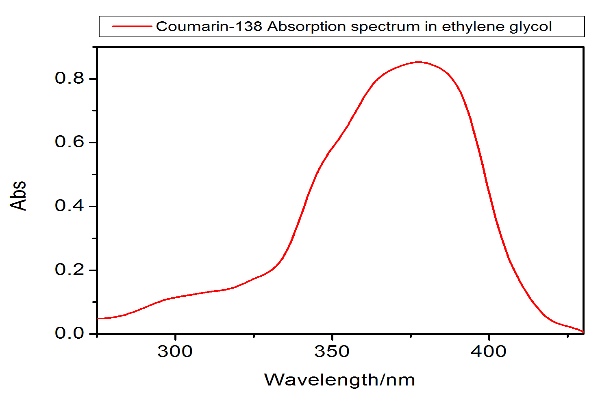 Coumarin-138 Absorption spectrum in ethylene glycol
0.8
0.6
0.4
0.2
0.0
Abs
300 350 400
Wavelength/nm